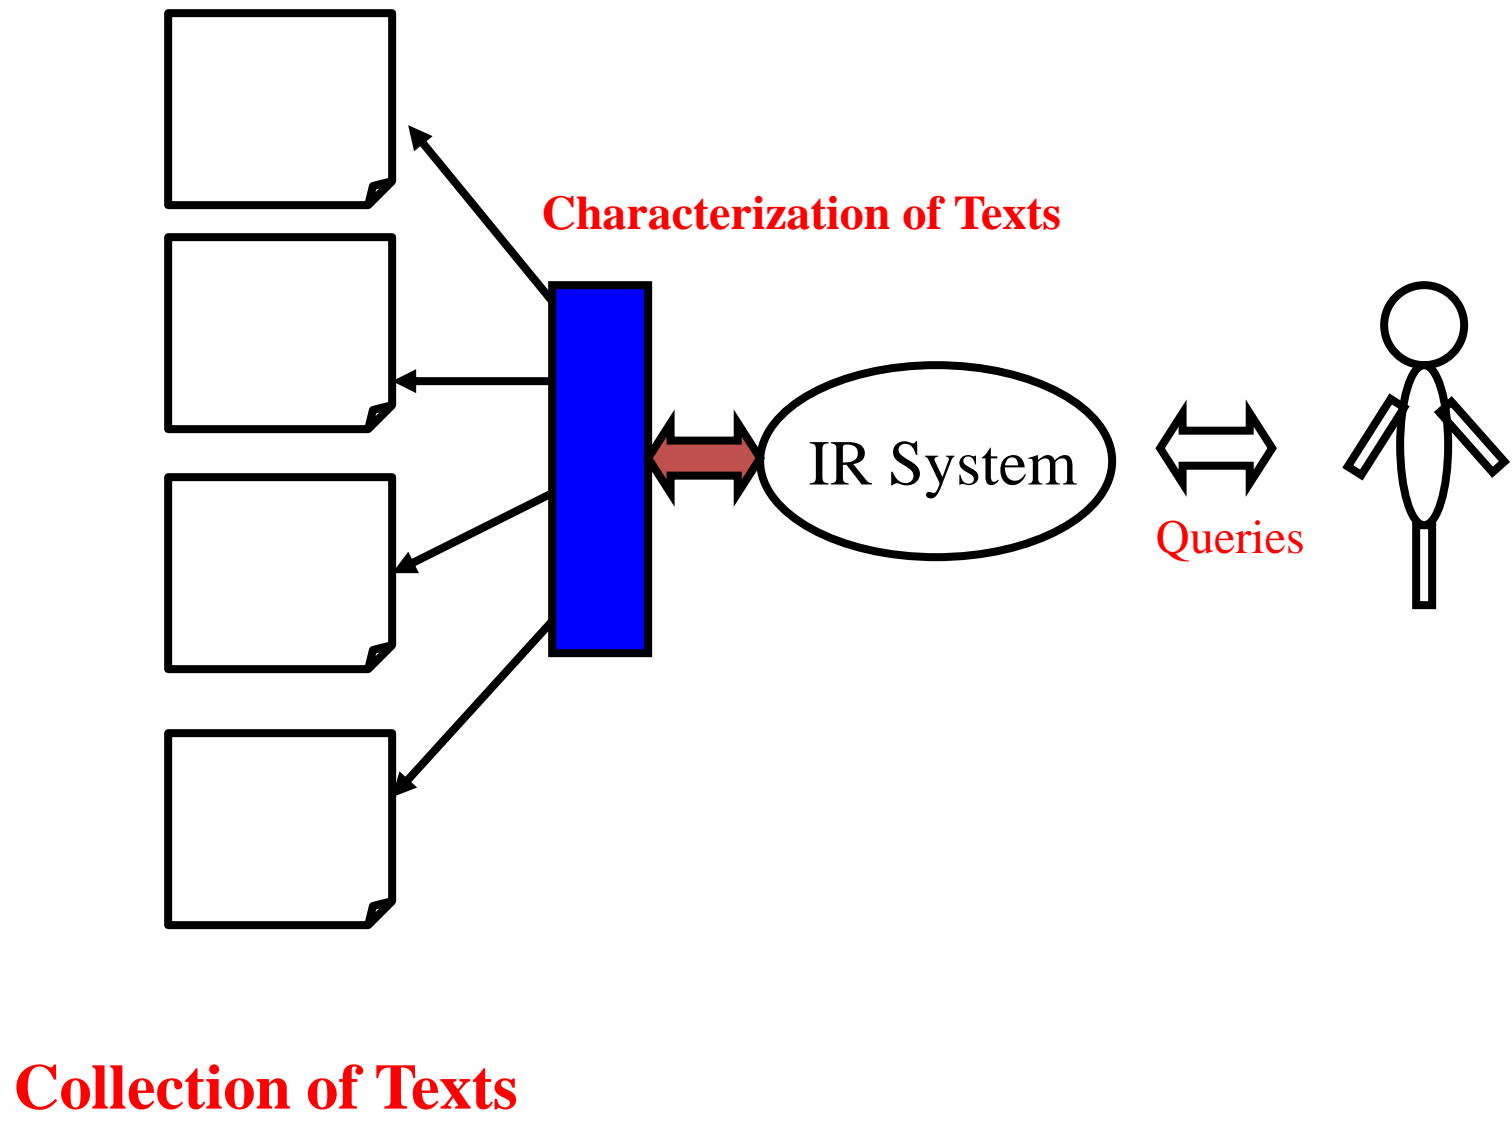 Characterization of Texts
IR System
Queries
Collection of Texts